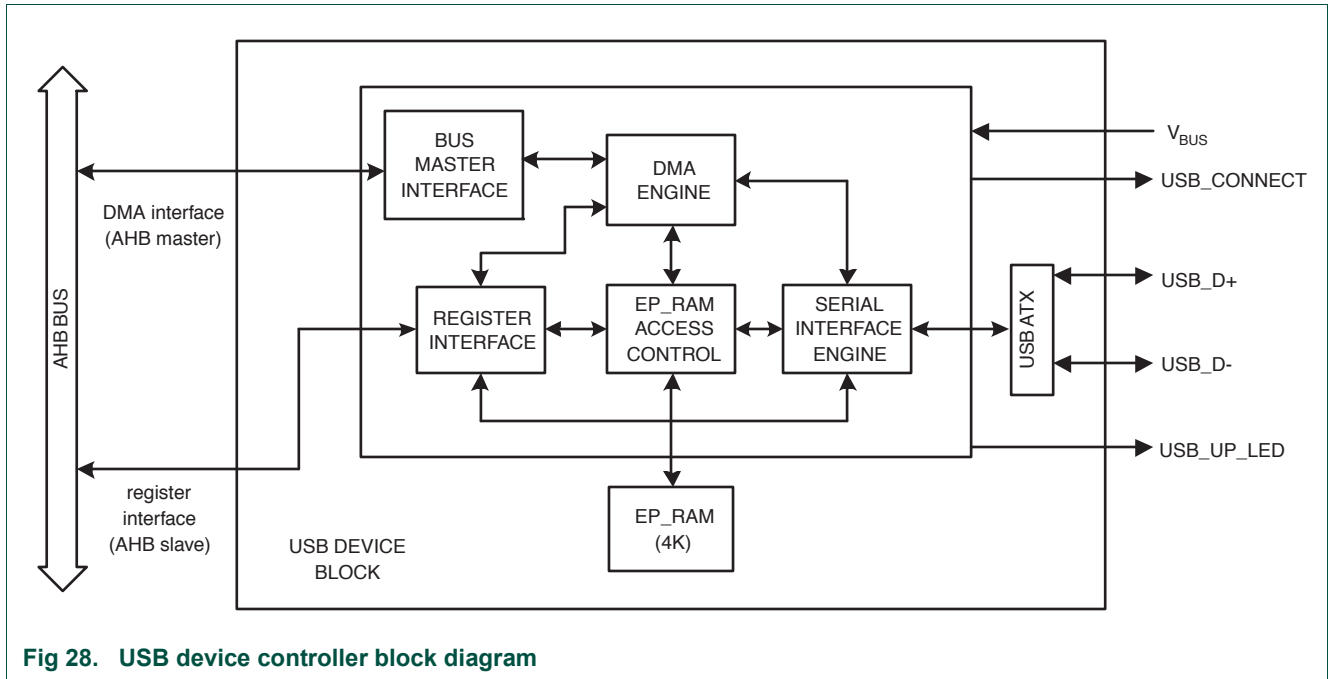 BUS
MASTER
INTERFACE
DMA
ENGINE
V_BUS
USB_CONNECT
DMA interface
(AHB master)
AHB BUS
REGISTER
INTERFACE
EP_RAM
ACCESS
CONTROL
SERIAL
INTERFACE
ENGINE
USB ATX
USB_D+
USB_D-
USB_UP_LED
register
interface
(AHB slave)
EP_RAM
(4K)
USB DEVICE
BLOCK
Fig 28. USB device controller block diagram